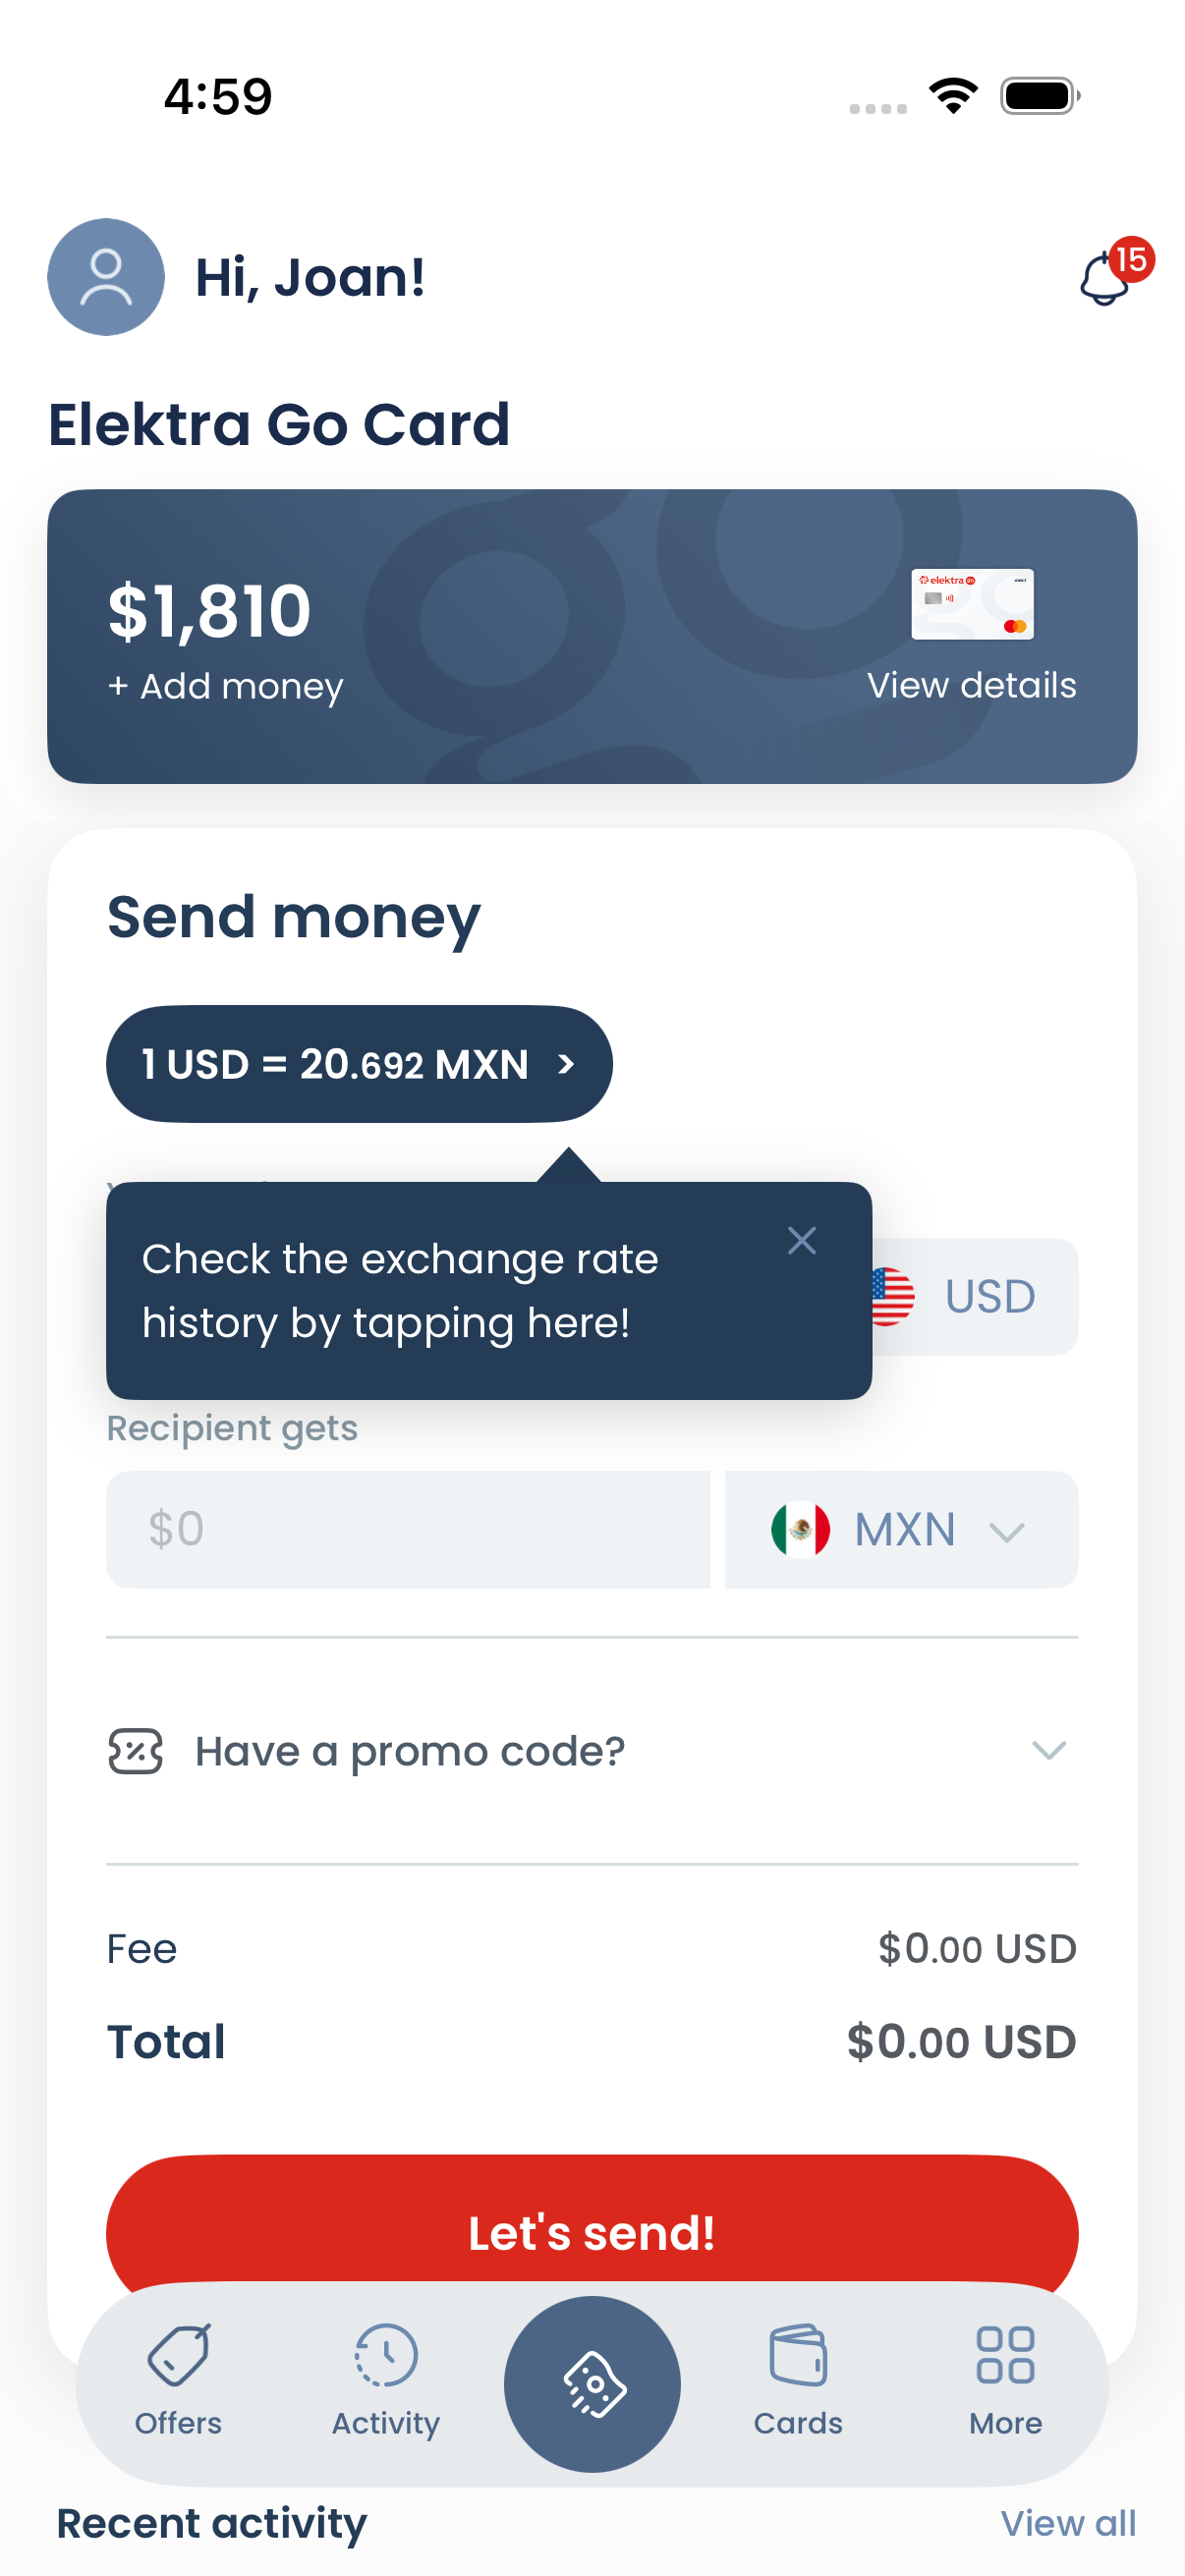 4:59
15
Hi, Joan!
Elektra Go Card
$1,810
+ Add money
elektra
View details
Send money
1 USD = 20.692 MXN >
Check the exchange rate
history by tapping here!
USD
Recipient gets
$0
MXN
Have a promo code?
Fee
$0.00 USD
Total
$0.00 USD
Let's send!
Offers
Activity
Cards
More
Recent activity
View all